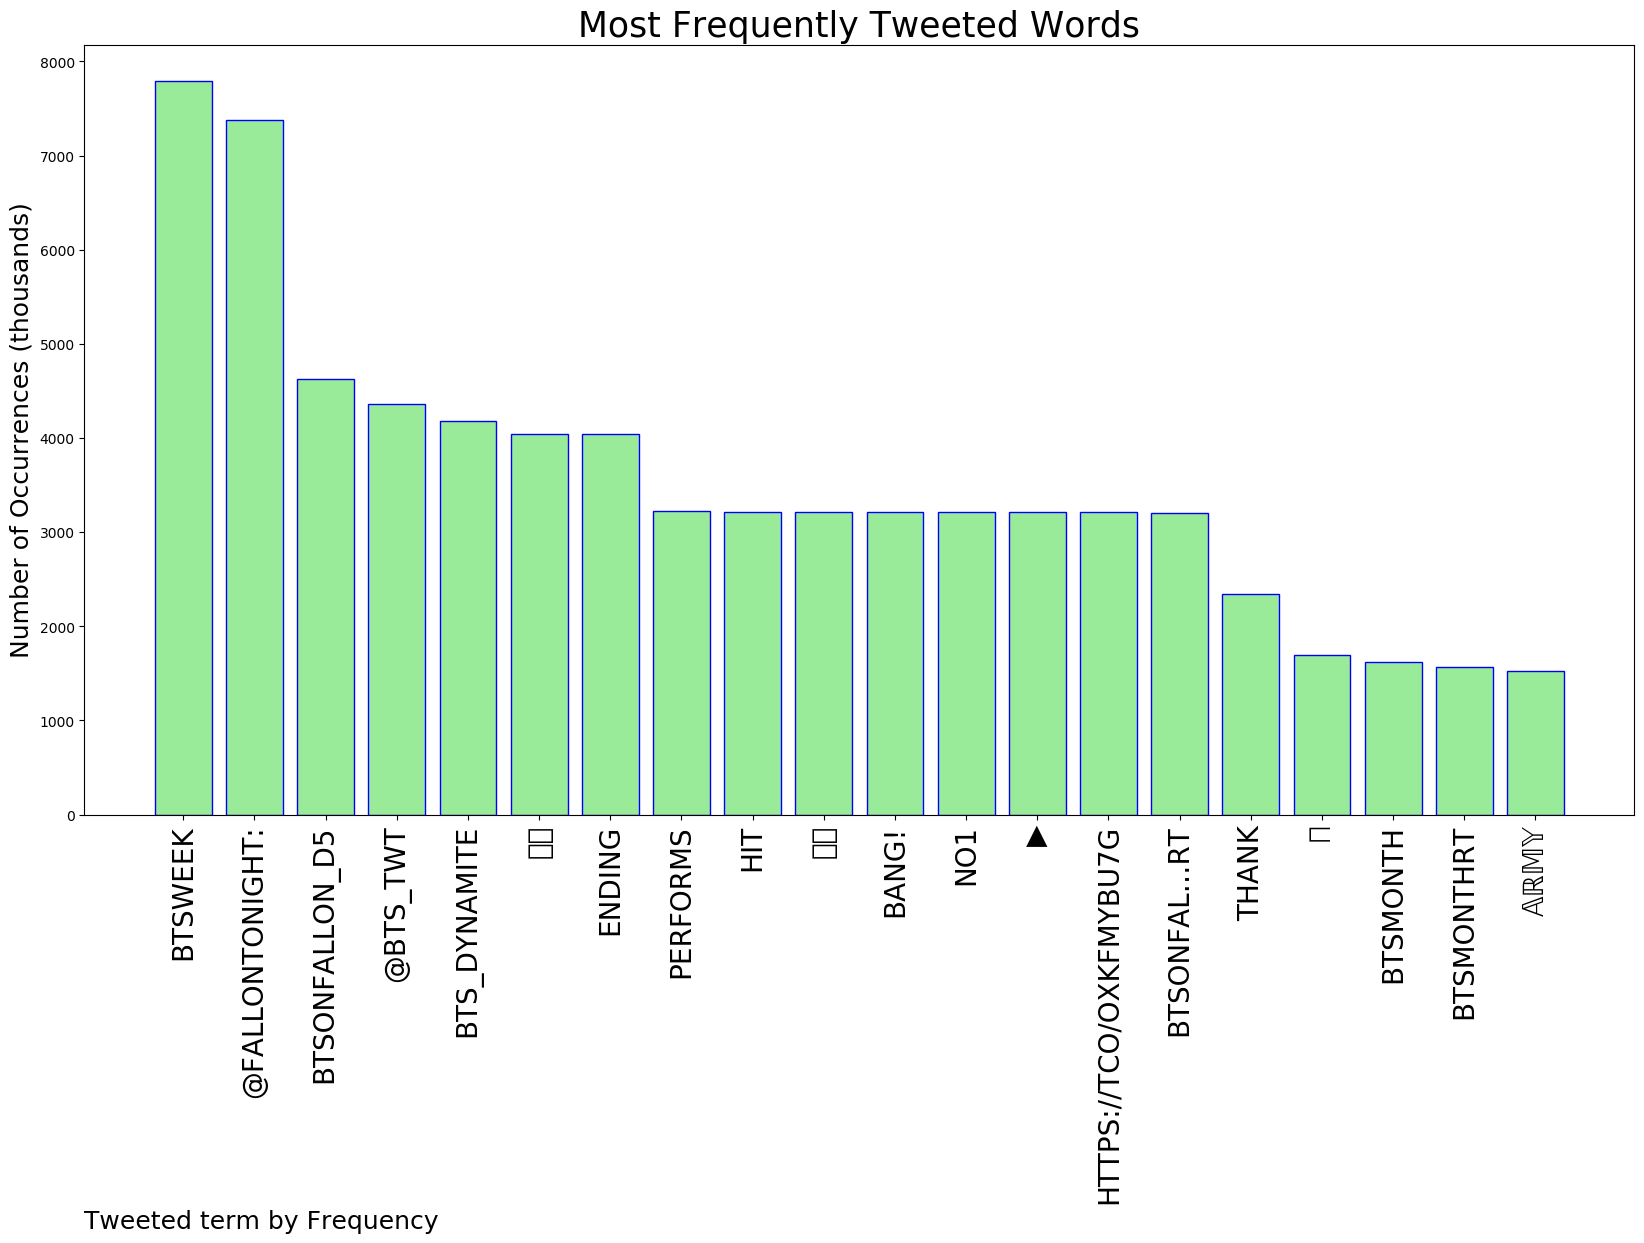 Most Frequently Tweeted Words
Number of Occurrences (thousands)
8000
7000
6000
5000
4000
3000
2000
1000
0
BTSWEEK
@FALLONTONIGHT:
BTSONFALLON_D5
@BTS_TWT
BTS_DYNAMITE
ENDING
PERFORMS
HIT
BANG!
NO1
▲
HTTPS://TCO/OXKFMYBU7G
BTSONFAL...RT
THANK
BTSMONTH
BTSMONTHRT
𝔸ℝ𝕄𝕐
Tweeted term by Frequency